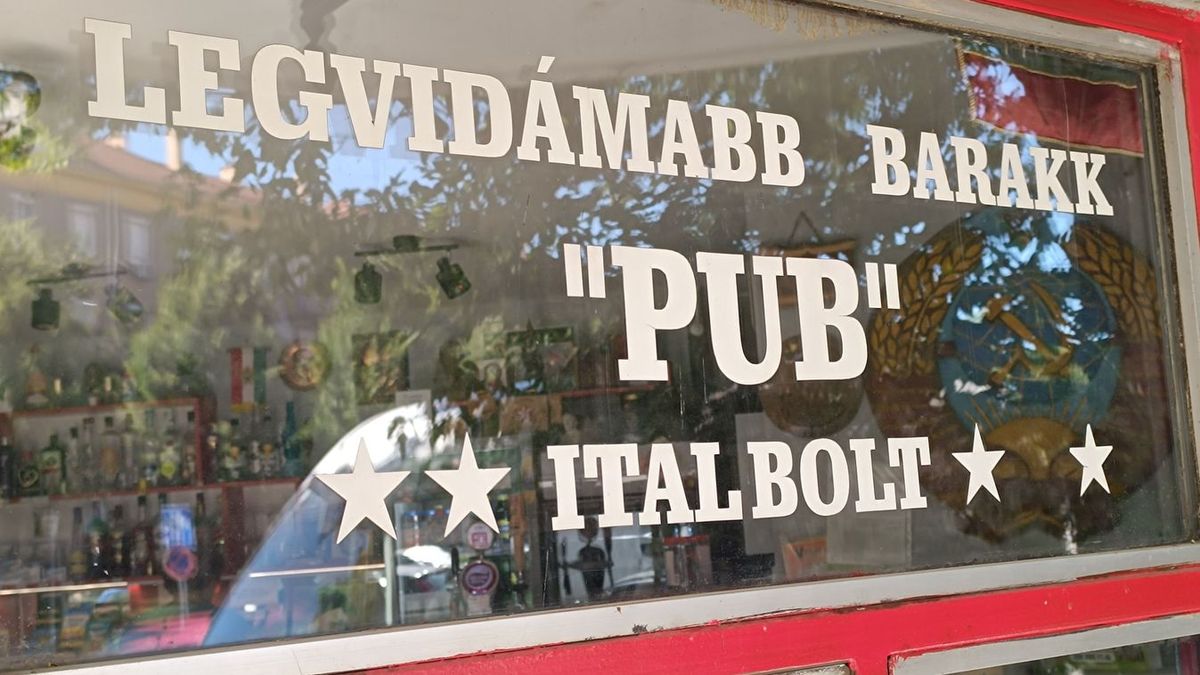 LEGVIDÁMABB BARAKK
"PUB"
★★ ITALBOLT ★ ★